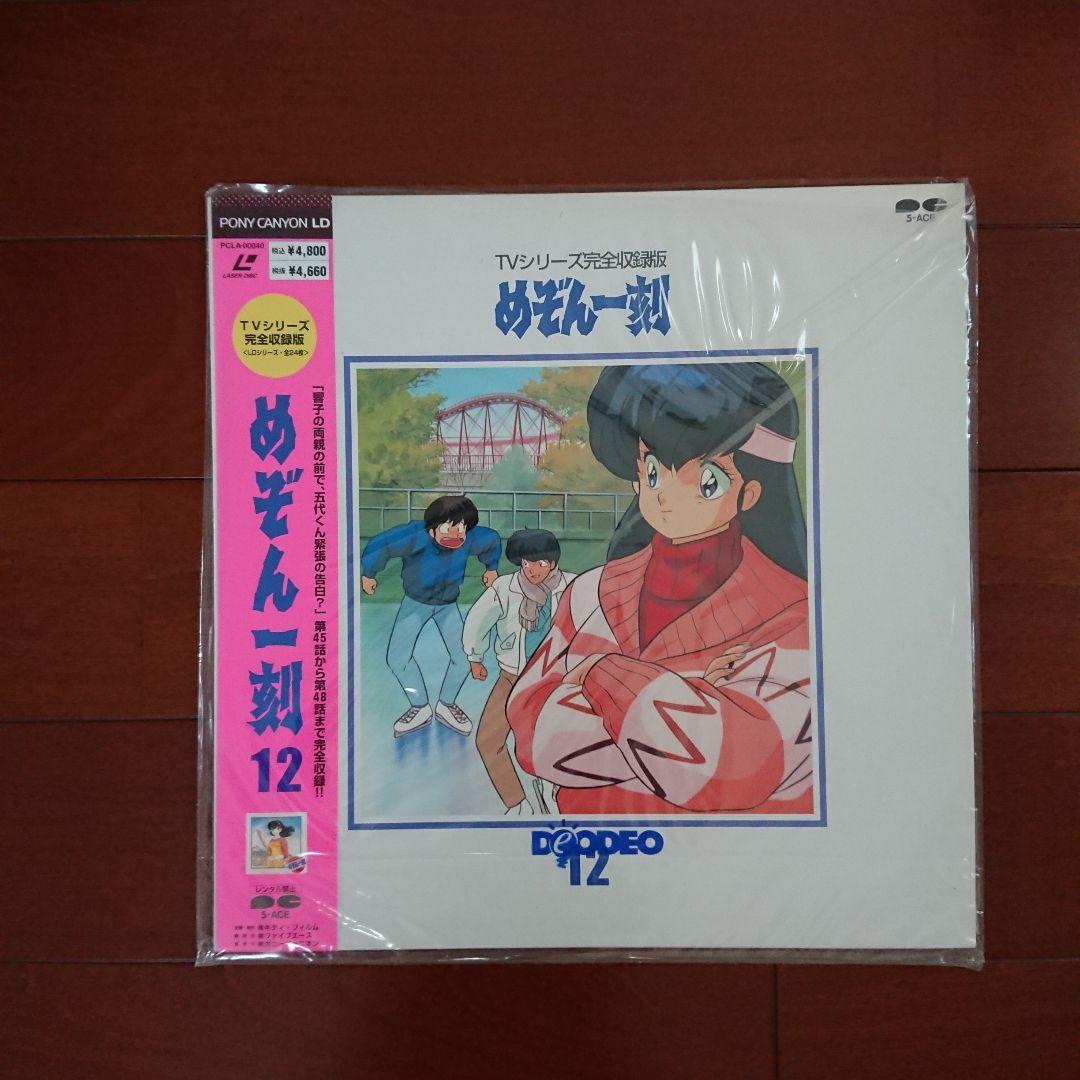 PONY CANYON LD
PCLA-00040
LASER DISC
税込 ¥4,800
税抜 ¥4,660
TVシリーズ
完全収録版
<LDシリーズ・全24枚>
「響子の両親の前で、五代くん緊張の告白?」第45話から第48話まで完全収録!!
めぞん一刻
12
レンタル禁止
5-ACE
5-ACE
TVシリーズ完全収録版
めぞん一刻
DeODEO
12